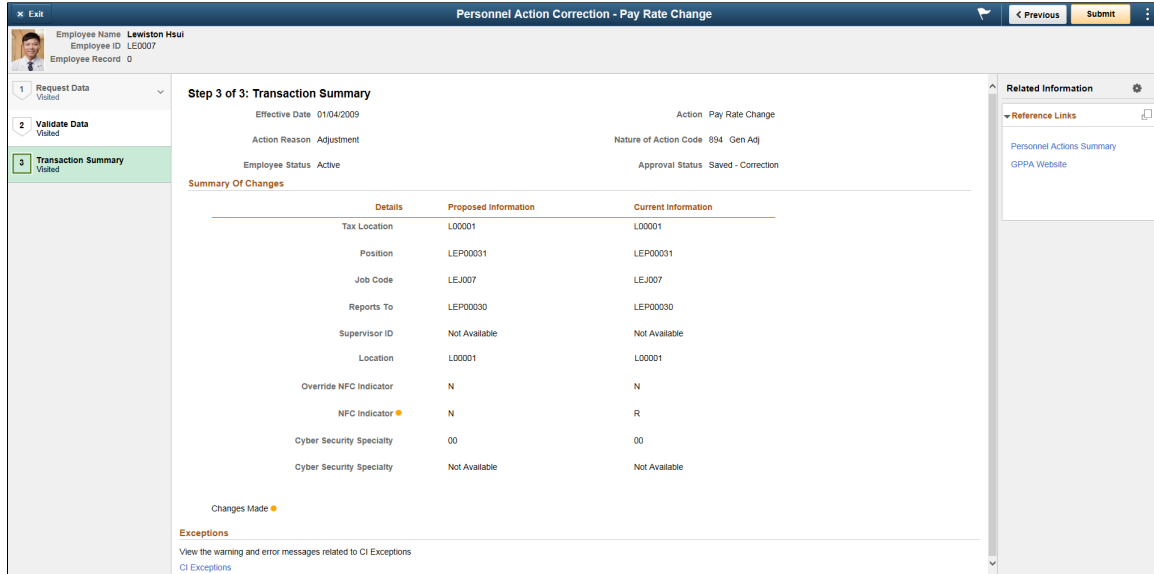 × Exit
Personnel Action Correction - Pay Rate Change
Previous
Submit
Employee Name Lewiston Hsui
Employee ID LE0007
Employee Record 0
1 Request Data
Visited
2 Validate Data
Visited
3 Transaction Summary
Visited
Step 3 of 3: Transaction Summary
Effective Date 01/04/2009 Action Pay Rate Change
Action Reason Adjustment Nature of Action Code 894 Gen Adj
Employee Status Active Approval Status Saved - Correction
Summary Of Changes
Details Proposed Information Current Information
Tax Location L00001 L00001
Position LEP00031 LEP00031
Job Code LEJ007 LEJ007
Reports To LEP00030 LEP00030
Supervisor ID Not Available Not Available
Location L00001 L00001
Override NFC Indicator N N
NFC Indicator N R
Cyber Security Specialty 00 00
Cyber Security Specialty Not Available Not Available
Changes Made
Exceptions
View the warning and error messages related to CI Exceptions
CI Exceptions
Related Information
Reference Links
Personnel Actions Summary
GPPA Website